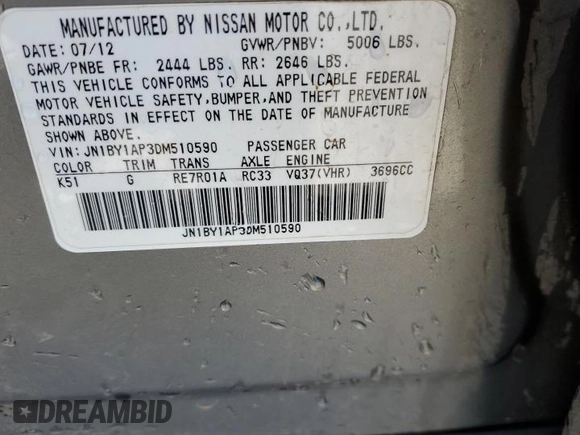 MANUFACTURED BY NISSAN MOTOR CO.,LTD.
DATE: 07/12 GVWR/PNBV: 5006 LBS.
GAWR/PNBE FR: 2444 LBS. RR: 2646 LBS.
THIS VEHICLE CONFORMS TO ALL APPLICABLE FEDERAL
MOTOR VEHICLE SAFETY,BUMPER,AND THEFT PREVENTION
STANDARDS IN EFFECT ON THE DATE OF MANUFACTURE
SHOWN ABOVE.
VIN: JN1BY1AP3DM510590 PASSENGER CAR
COLOR TRIM TRANS AXLE ENGINE
K51 G RE7R01A RC33 VQ37(VHR) 3696CC
JN1BY1AP3DM510590
DREAMBID